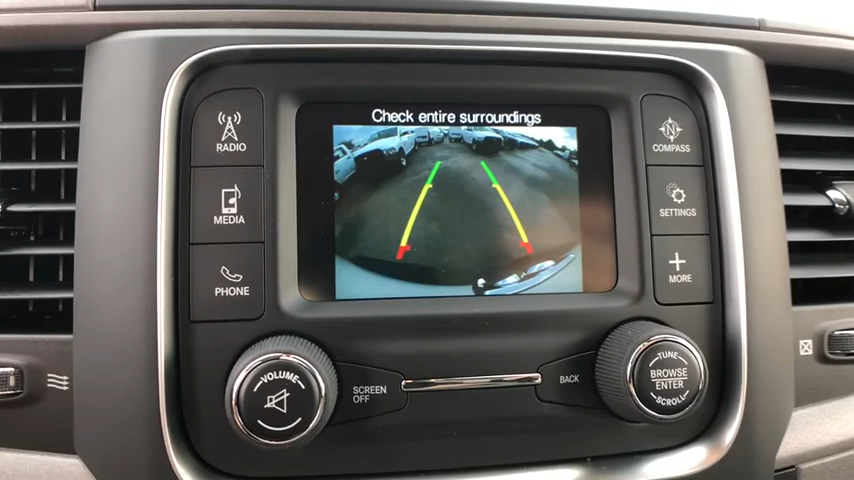 Check entire surroundings
RADIO
MEDIA
PHONE
N
COMPASS
SETTINGS
MORE
VOLUME
SCREEN
OFF
BACK
TUNE
BROWSE
ENTER
SCROLL